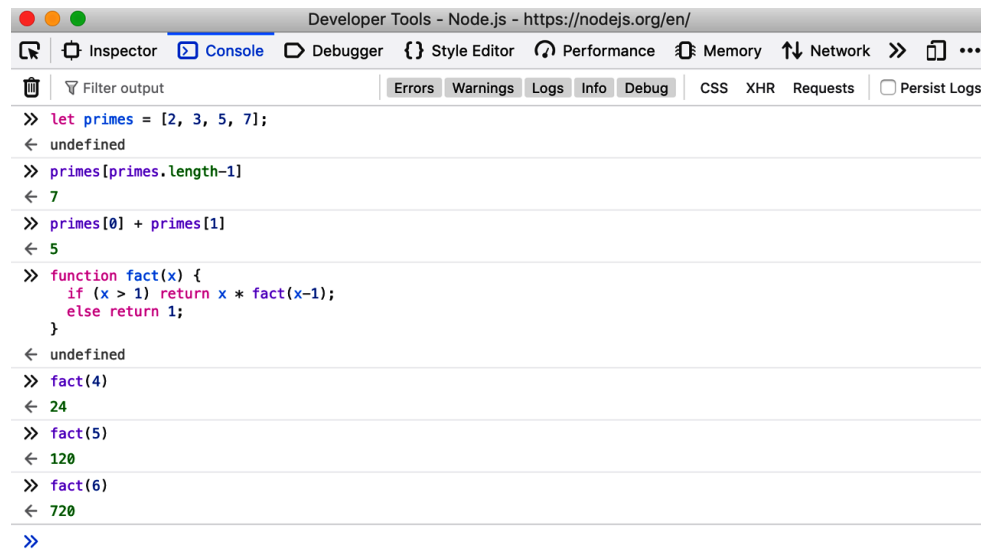 Developer Tools - Node.js - https://nodejs.org/en/
Inspector Console Debugger {} Style Editor Performance Memory Network
Filter output Errors Warnings Logs Info Debug CSS XHR Requests Persist Logs
» let primes = [2, 3, 5, 7];
← undefined
» primes[primes.length-1]
← 7
» primes[0] + primes[1]
← 5
» function fact(x) {
if (x > 1) return x * fact(x-1);
else return 1;
}
← undefined
» fact(4)
← 24
» fact(5)
← 120
» fact(6)
← 720
»